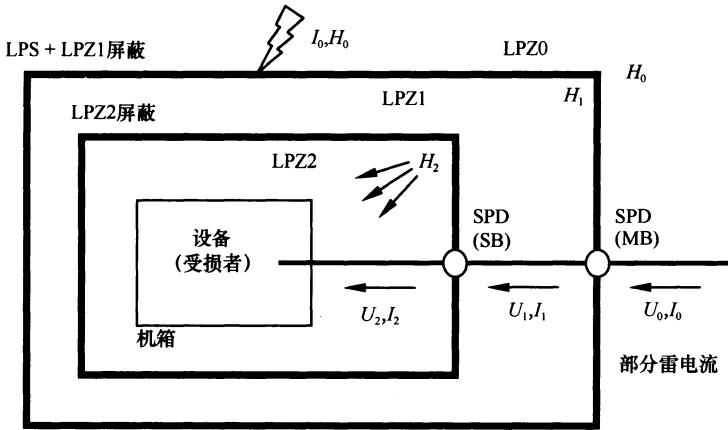 I₀,H₀
LPS + LPZ1屏蔽
LPZ0
H₀
LPZ1
H₁
LPZ2屏蔽
LPZ2
H₂
SPD
(SB)
SPD
(MB)
设备
（受损者）
U₂,I₂
U₁,I₁
U₀,I₀
机箱
部分雷电流